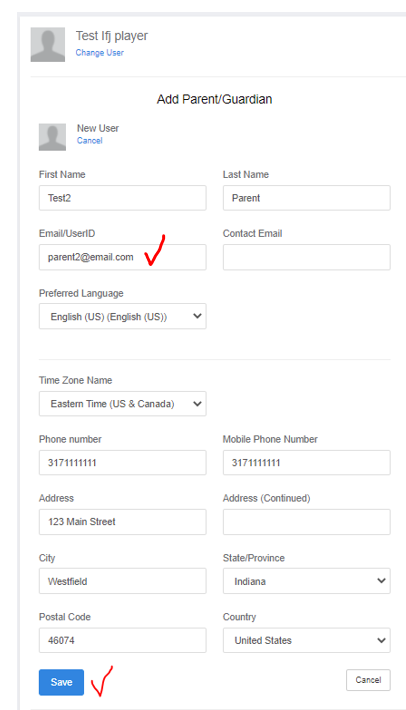 Test lfj player
Change User
Add Parent/Guardian
New User
Cancel
First Name
Last Name
Test2
Parent
Email/UserID
Contact Email
parent2@email.com
Preferred Language
English (US) (English (US))
Time Zone Name
Eastern Time (US & Canada)
Phone number
Mobile Phone Number
3171111111
3171111111
Address
Address (Continued)
123 Main Street
City
State/Province
Westfield
Indiana
Postal Code
Country
46074
United States
Save
Cancel